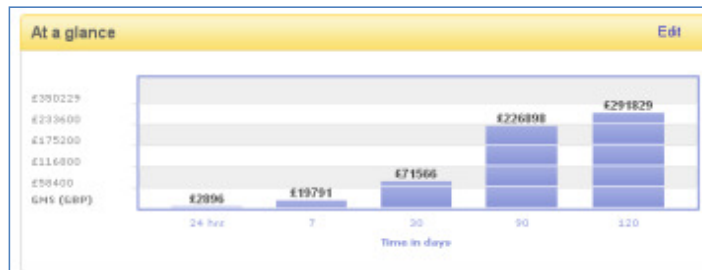 At a glance
Edit
£350229
£233600
£175200
£116800
£58400
GMS (GBP)
£2896
£19791
£71566
£226898
£291829
24 hrs
7
30
90
120
Time in days